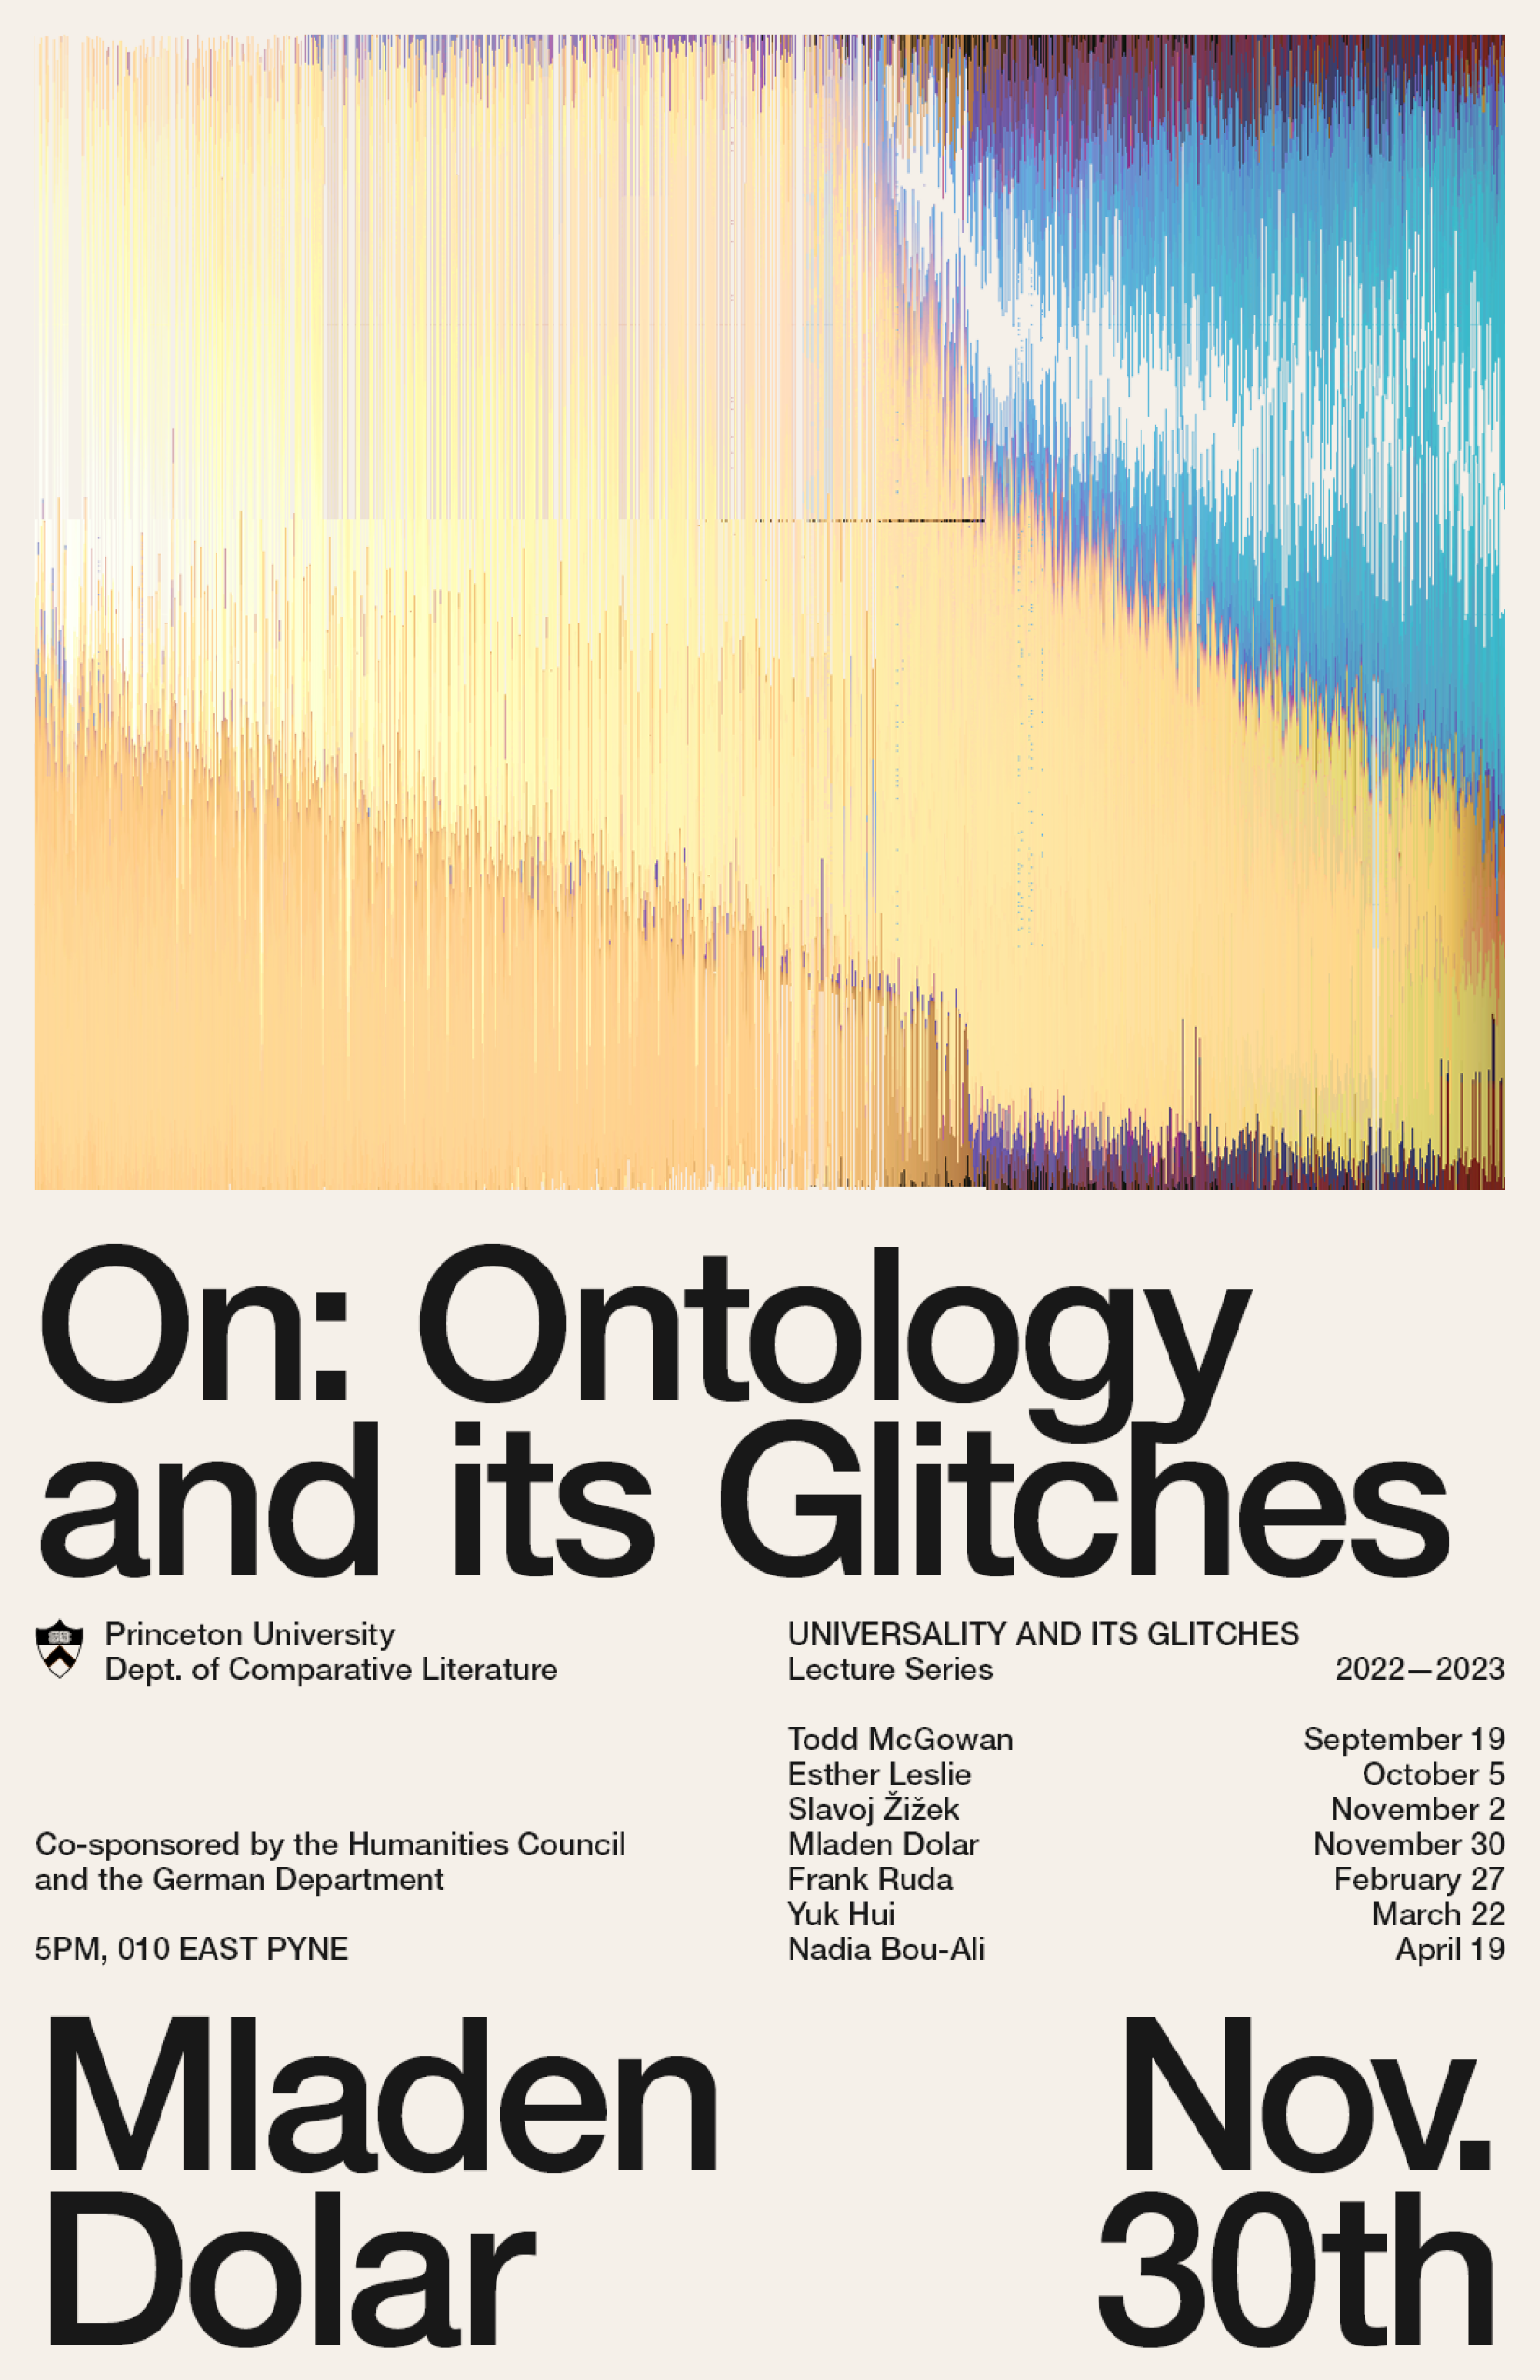 On: Ontology
and its Glitches
Princeton University
Dept. of Comparative Literature
UNIVERSALITY AND ITS GLITCHES
Lecture Series 2022—2023
Todd McGowan September 19
Esther Leslie October 5
Slavoj Žižek November 2
Mladen Dolar November 30
Frank Ruda February 27
Yuk Hui March 22
Nadia Bou-Ali April 19
Co-sponsored by the Humanities Council
and the German Department
5PM, 010 EAST PYNE
Mladen
Dolar
Nov.
30th